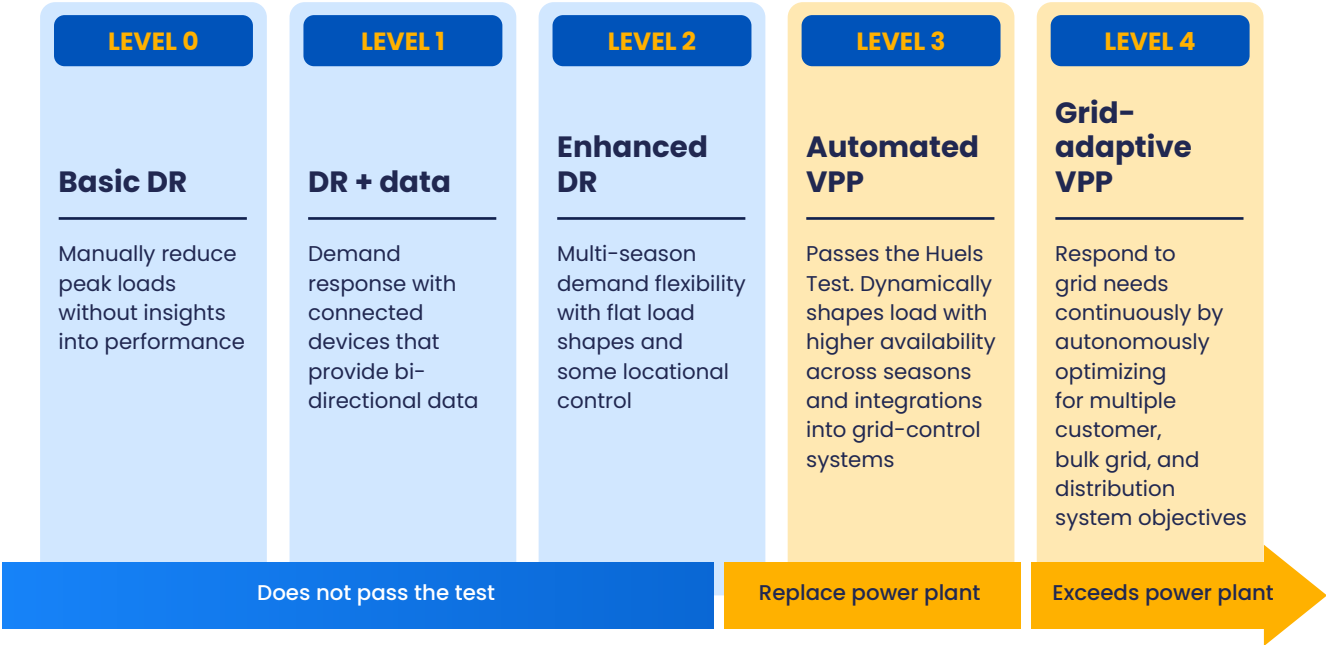 LEVEL 0
Basic DR
Manually reduce
peak loads
without insights
into performance
LEVEL 1
DR + data
Demand
response with
connected
devices that
provide bi-
directional data
LEVEL 2
Enhanced
DR
Multi-season
demand flexibility
with flat load
shapes and
some locational
control
LEVEL 3
Automated
VPP
Passes the Huels
Test. Dynamically
shapes load with
higher availability
across seasons
and integrations
into grid-control
systems
LEVEL 4
Grid-
adaptive
VPP
Respond to
grid needs
continuously by
autonomously
optimizing
for multiple
customer,
bulk grid, and
distribution
system objectives
Does not pass the test
Replace power plant
Exceeds power plant